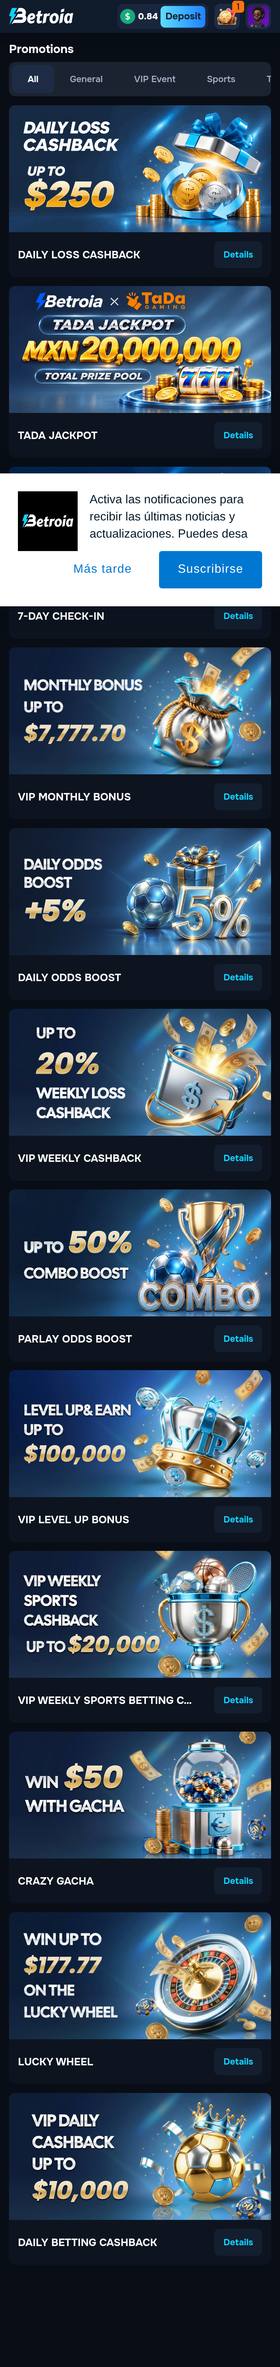 Betroia
$ 0.84 Deposit
1
Promotions
All General VIP Event Sports T
DAILY LOSS
CASHBACK
UP TO
$250
DAILY LOSS CASHBACK
Details
Betroia × TaDa
GAMING
TADA JACKPOT
MXN 20,000,000
TOTAL PRIZE POOL
777
TADA JACKPOT
Details
Betroia
Activa las notificaciones para
recibir las últimas noticias y
actualizaciones. Puedes desa
Más tarde
Suscribirse
7-DAY CHECK-IN
Details
MONTHLY BONUS
UP TO
$7,777.70
$
VIP MONTHLY BONUS
Details
DAILY ODDS
BOOST
+5%
5%
DAILY ODDS BOOST
Details
UP TO
20%
WEEKLY LOSS
CASHBACK
$
VIP WEEKLY CASHBACK
Details
UP TO 50%
COMBO BOOST
COMBO
PARLAY ODDS BOOST
Details
LEVEL UP & EARN
UP TO
$100,000
VIP
VIP LEVEL UP BONUS
Details
VIP WEEKLY
SPORTS
CASHBACK
UP TO $20,000
$
VIP WEEKLY SPORTS BETTING C...
Details
WIN $50
WITH GACHA
€
CRAZY GACHA
Details
WIN UP TO
$177.77
ON THE
LUCKY WHEEL
LUCKY WHEEL
Details
VIP DAILY
CASHBACK
UP TO
$10,000
DAILY BETTING CASHBACK
Details